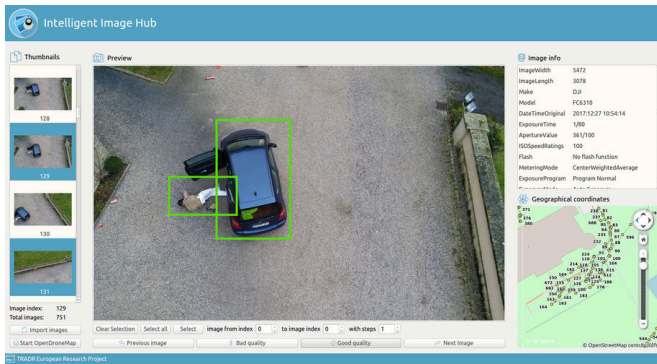 Intelligent Image Hub
Thumbnails
128
129
130
131
Image index: 129
Total images: 751
Import images
Start OpenDroneMap
Preview
Clear Selection Select all Select image from index 0 to image index 0 with steps 1
Previous image Bad quality Good quality Next Image
Image info
ImageWidth 5472
ImageLength 3078
Make DJI
Model FC6310
DateTimeOriginal 2017:12:27 10:54:14
ExposureTime 1/80
ApertureValue 361/100
ISOSpeedRatings 100
Flash No flash function
MeteringMode CenterWeightedAverage
ExposureProgram Program Normal
Geographical coordinates
© OpenStreetMap contributors
TRADR European Research Project